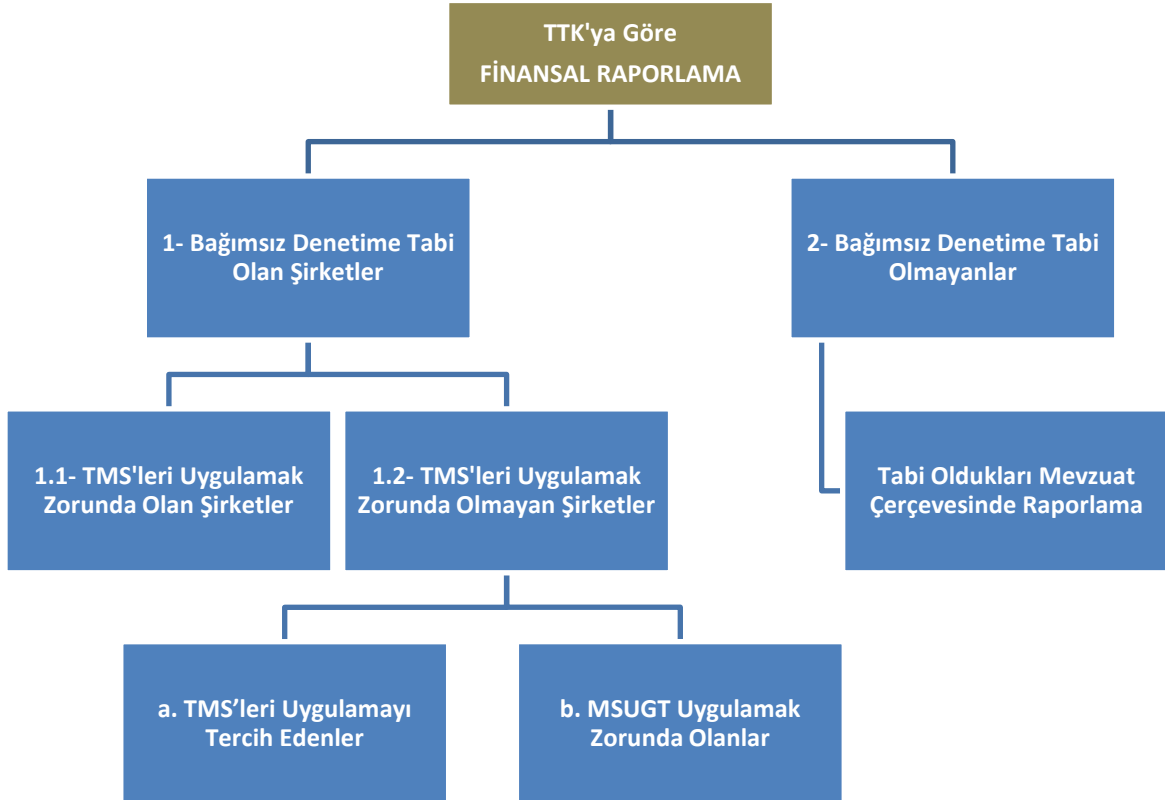 TTK'ya Göre
FİNANSAL RAPORLAMA
1- Bağımsız Denetime Tabi
Olan Şirketler
2- Bağımsız Denetime Tabi
Olmayanlar
1.1- TMS'leri Uygulamak
Zorunda Olan Şirketler
1.2- TMS'leri Uygulamak
Zorunda Olmayan Şirketler
Tabi Oldukları Mevzuat
Çerçevesinde Raporlama
a. TMS’leri Uygulamayı
Tercih Edenler
b. MSUGT Uygulamak
Zorunda Olanlar